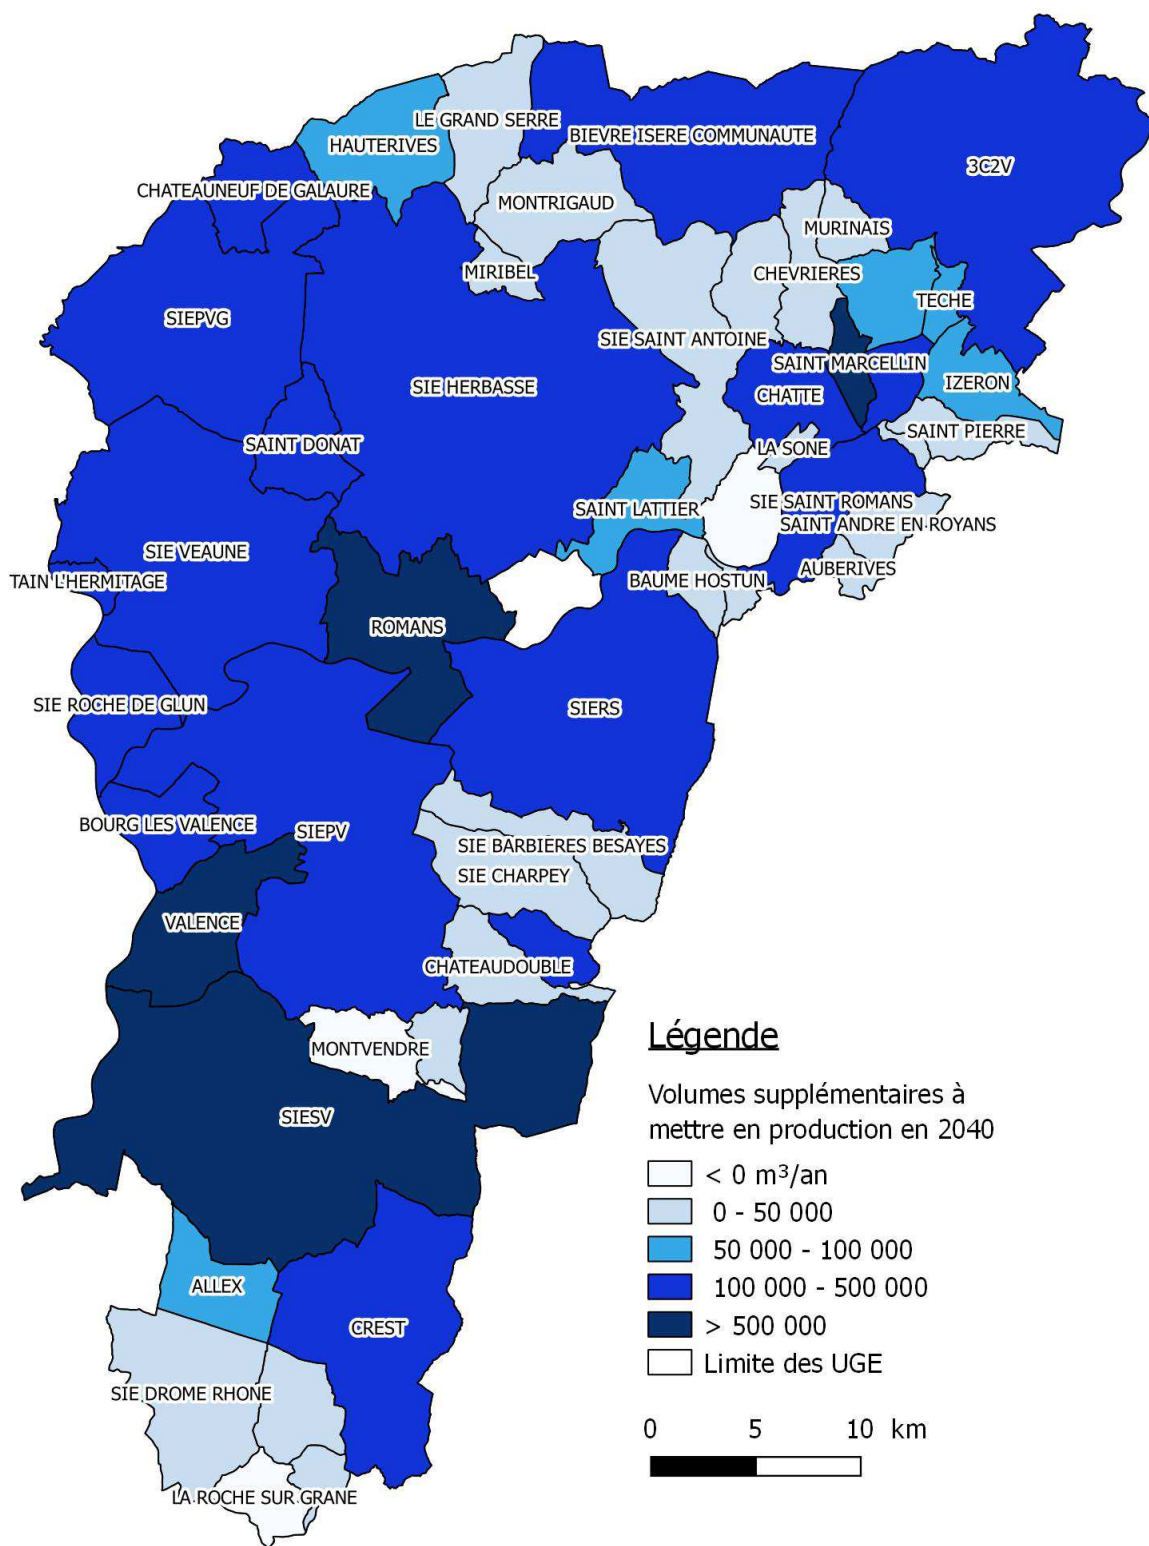 LE GRAND SERRE
BIEVRE ISERE COMMUNAUTE
HAUTERIVES
3C2V
CHATEAUNEUF DE GALAURE
MONTRIGAUD
MURINAIS
MIRIBEL
CHEVRIERES
TECHE
SIEPVG
SIE SAINT ANTOINE
SAINT MARCELLIN
SIE HERBASSE
CHATTE
IZERON
SAINT DONAT
LA SONE
SAINT PIERRE
SAINT LATTIER
SIE SAINT ROMANS
SAINT ANDRE EN ROYANS
SIE VEAUNE
AUBERIVES
TAIN L'HERMITAGE
BAUME HOSTUN
ROMANS
SIE ROCHE DE GLUN
SIERS
BOURG LES VALENCE
SIEPV
SIE BARBIERES BESAYES
SIE CHARPEY
VALENCE
CHATEAUDOUBLE
MONTVENDRE
SIESV
ALLEX
CREST
SIE DROME RHONE
LA ROCHE SUR GRANE
Légende
Volumes supplémentaires à
mettre en production en 2040
< 0 m³/an
0 - 50 000
50 000 - 100 000
100 000 - 500 000
> 500 000
Limite des UGE
0 5 10 km